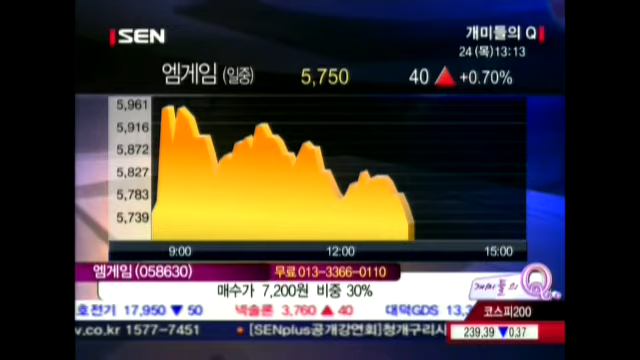 SEN
개미들의 Q
24 (목) 13:13
엠게임 (일중) 5,750 40 ▲ +0.70%
5,961
5,916
5,872
5,827
5,783
5,739
9:00 12:00 15:00
엠게임 (058630) 무료 013-3366-0110
매수가 7,200원 비중 30%
개미들의 Q
호전기 17,950 ▼ 50 넥솔론 3,760 ▲ 40 대덕GDS 13,3
코스피200
v.co.kr 1577-7451 • [SENplus공개강연회]청개구리사
239.39 ▼0.37